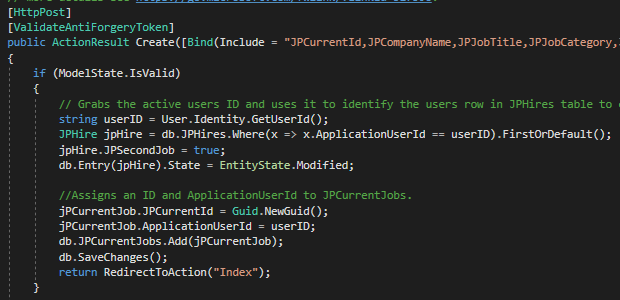 [HttpPost]
[ValidateAntiForgeryToken]
public ActionResult Create([Bind(Include = "JPCurrentId,JPCompanyName,JPJobTitle,JPJobCategory,
{
if (ModelState.IsValid)
{
// Grabs the active users ID and uses it to identify the users row in JPHires table to
string userID = User.Identity.GetUserId();
JPHire jpHire = db.JPHires.Where(x => x.ApplicationUserId == userID).FirstOrDefault();
jpHire.JPSecondJob = true;
db.Entry(jpHire).State = EntityState.Modified;
//Assigns an ID and ApplicationUserId to JPCurrentJobs.
jPCurrentJob.JPCurrentId = Guid.NewGuid();
jPCurrentJob.ApplicationUserId = userID;
db.JPCurrentJobs.Add(jPCurrentJob);
db.SaveChanges();
return RedirectToAction("Index");
}